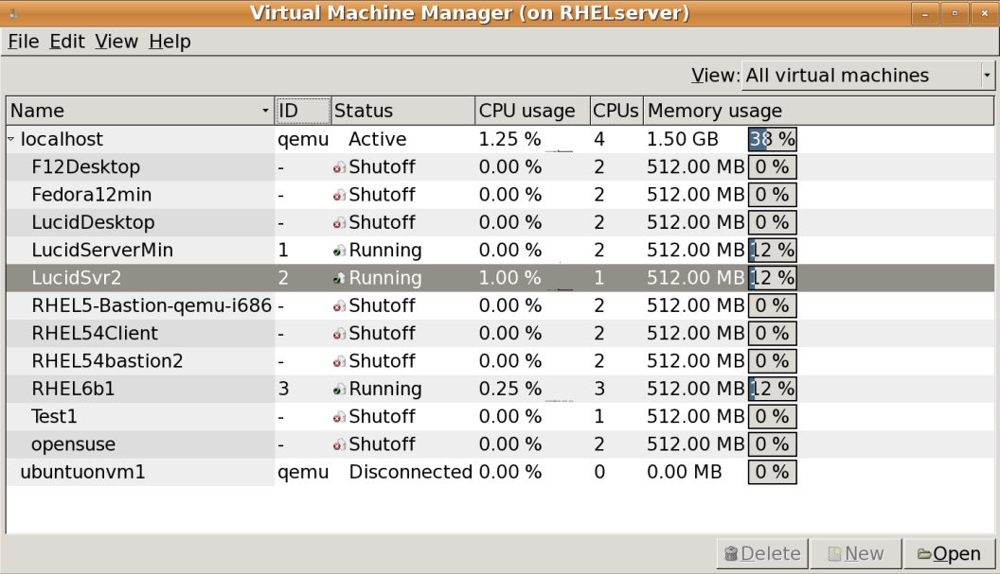 Virtual Machine Manager (on RHELserver)
File Edit View Help
View: All virtual machines
Name ID Status CPU usage CPUs Memory usage
localhost qemu Active 1.25 % 4 1.50 GB 38 %
F12Desktop - Shutoff 0.00 % 2 512.00 MB 0 %
Fedora12min - Shutoff 0.00 % 2 512.00 MB 0 %
LucidDesktop - Shutoff 0.00 % 2 512.00 MB 0 %
LucidServerMin 1 Running 0.00 % 2 512.00 MB 12 %
LucidSvr2 2 Running 1.00 % 1 512.00 MB 12 %
RHEL5-Bastion-qemu-i686 - Shutoff 0.00 % 2 512.00 MB 0 %
RHEL54Client - Shutoff 0.00 % 2 512.00 MB 0 %
RHEL54bastion2 - Shutoff 0.00 % 2 512.00 MB 0 %
RHEL6b1 3 Running 0.25 % 3 512.00 MB 12 %
Test1 - Shutoff 0.00 % 1 512.00 MB 0 %
opensuse - Shutoff 0.00 % 2 512.00 MB 0 %
ubuntuonvm1 qemu Disconnected 0.00 % 0 0.00 MB 0 %
Delete New Open